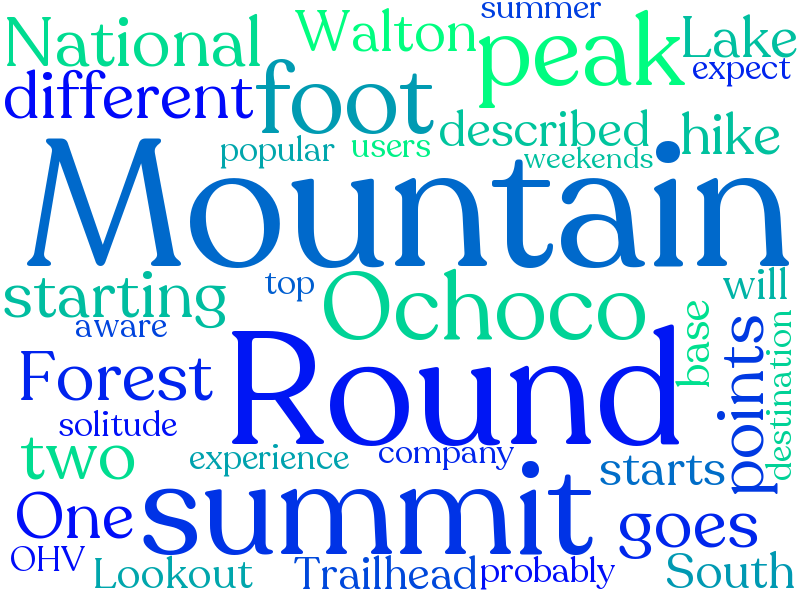 summer
National
Walton
peak
Lake
expect
different
foot
described
hike
popular
users
weekends
Mountain
starting
top
Ochoco
will
aware
base
points
destination
Forest
Round
solitude
two
experience
company
starts
One
summit
goes
OHV
Lookout
Trailhead
probably
South